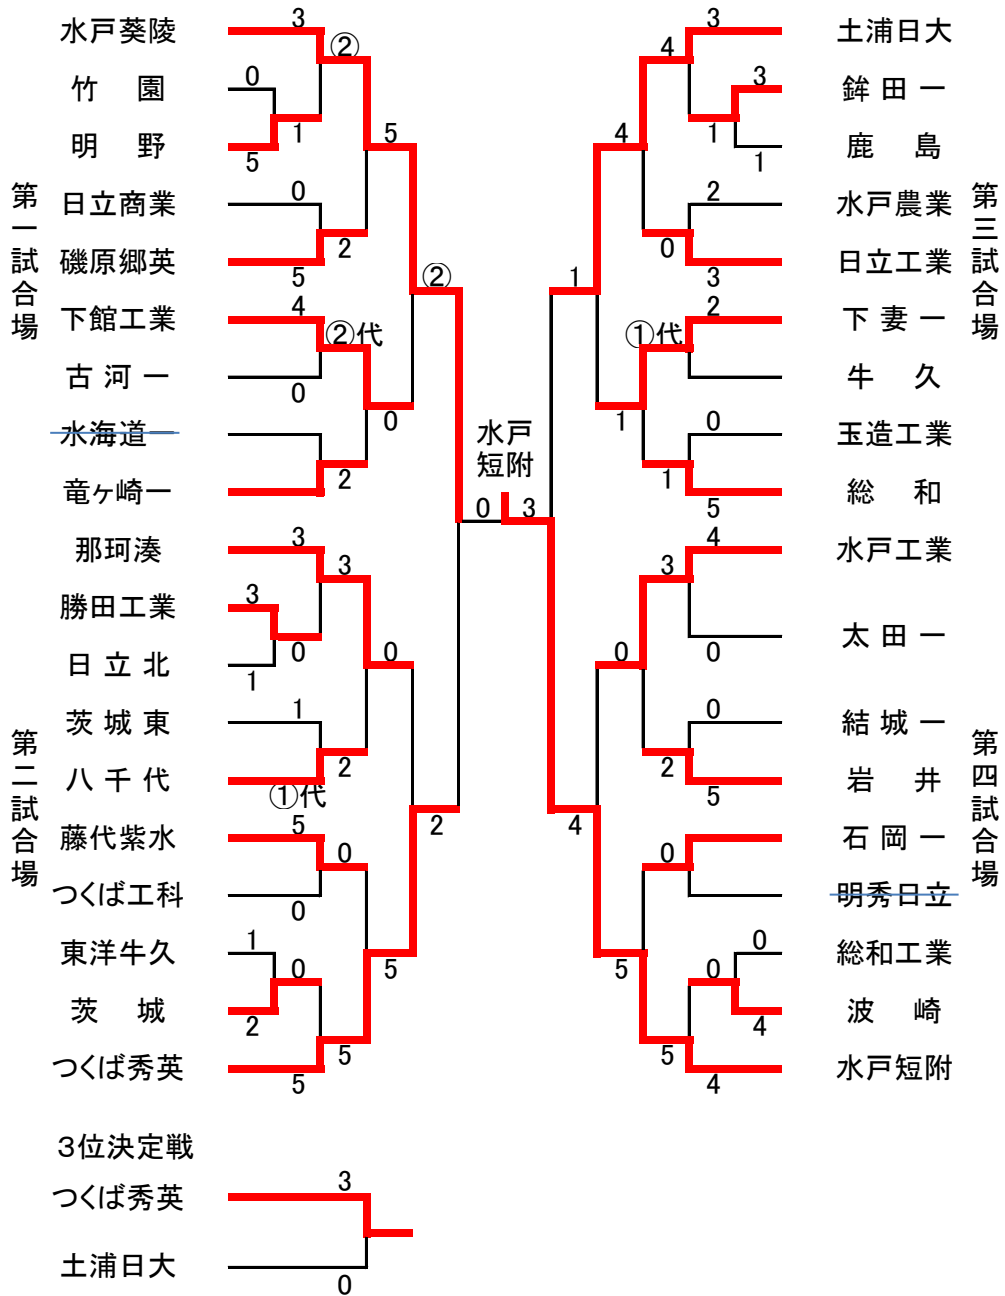 第一試合場
水戸葵陵
3
竹　園
0
明　野
5
1
②
日立商業
0
磯原郷英
5
2
5
下館工業
4
古河一
0
②代
水海道一
竜ヶ崎一
2
0
②
第二試合場
那珂湊
3
勝田工業
3
日立北
1
0
3
茨城東
1
八千代
①代
2
0
藤代紫水
5
つくば工科
0
0
東洋牛久
1
茨　城
2
0
つくば秀英
5
5
5
2
水戸
短附
0
3
第三試合場
土浦日大
3
鉾田一
3
鹿　島
1
1
4
水戸農業
2
日立工業
3
0
4
下妻一
2
牛　久
①代
玉造工業
0
総　和
5
1
1
1
第四試合場
水戸工業
4
太田一
0
3
結城一
0
岩　井
5
2
0
石岡一
明秀日立
0
総和工業
0
波　崎
4
0
水戸短附
4
5
5
4
3位決定戦
つくば秀英
3
土浦日大
0